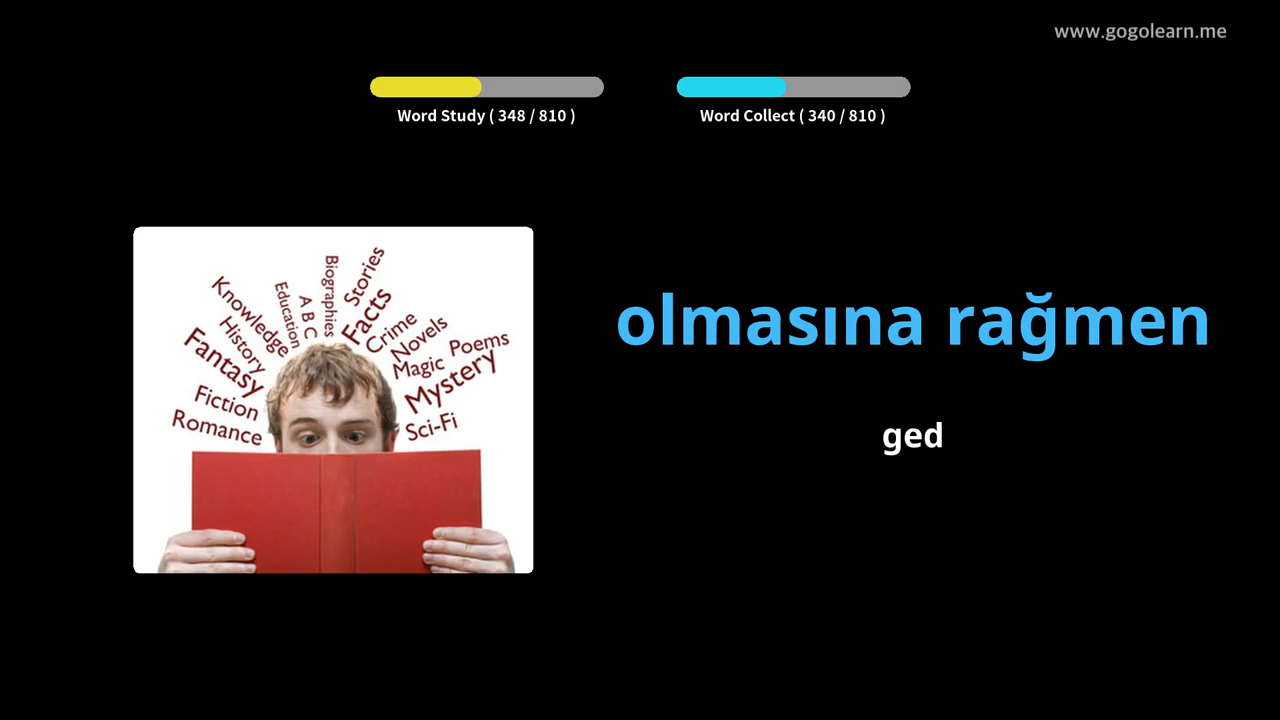 www.gogolearn.me
Word Study ( 348 / 810 )
Word Collect ( 340 / 810 )
olmasına rağmen
ged
Knowledge
History
Fantasy
Fiction
Romance
Education
A B C
Biographies
Stories
Facts
Crime
Novels
Magic
Poems
Mystery
Sci-Fi